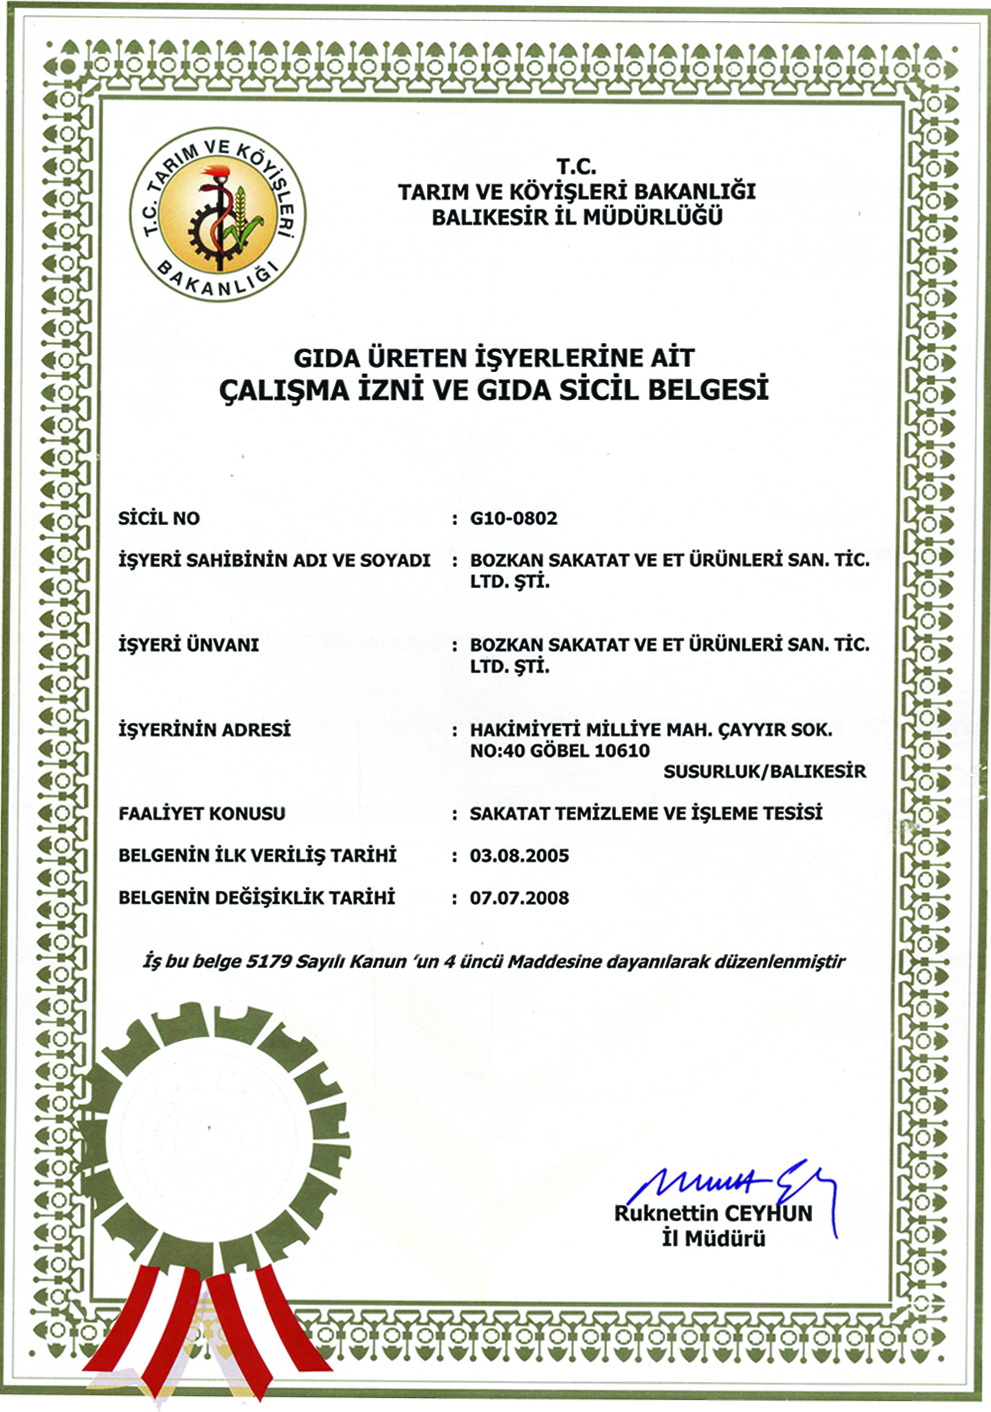 T.C. TARIM VE KÖYİŞLERİ
BAKANLIĞI
T.C.
TARIM VE KÖYİŞLERİ BAKANLIĞI
BALIKESİR İL MÜDÜRLÜĞÜ
GIDA ÜRETEN İŞYERLERİNE AİT
ÇALIŞMA İZNİ VE GIDA SİCİL BELGESİ
SİCİL NO : G10-0802
İŞYERİ SAHİBİNİN ADI VE SOYADI : BOZKAN SAKATAT VE ET ÜRÜNLERİ SAN. TİC.
LTD. ŞTİ.
İŞYERİ ÜNVANI : BOZKAN SAKATAT VE ET ÜRÜNLERİ SAN. TİC.
LTD. ŞTİ.
İŞYERİNİN ADRESİ : HAKİMİYETİ MİLLİYE MAH. ÇAYYIR SOK.
NO:40 GÖBEL 10610
SUSURLUK/BALIKESİR
FAALİYET KONUSU : SAKATAT TEMİZLEME VE İŞLEME TESİSİ
BELGENİN İLK VERİLİŞ TARİHİ : 03.08.2005
BELGENİN DEĞİŞİKLİK TARİHİ : 07.07.2008
İş bu belge 5179 Sayılı Kanun 'un 4 üncü Maddesine dayanılarak düzenlenmiştir
Ruknettin CEYHUN
İl Müdürü